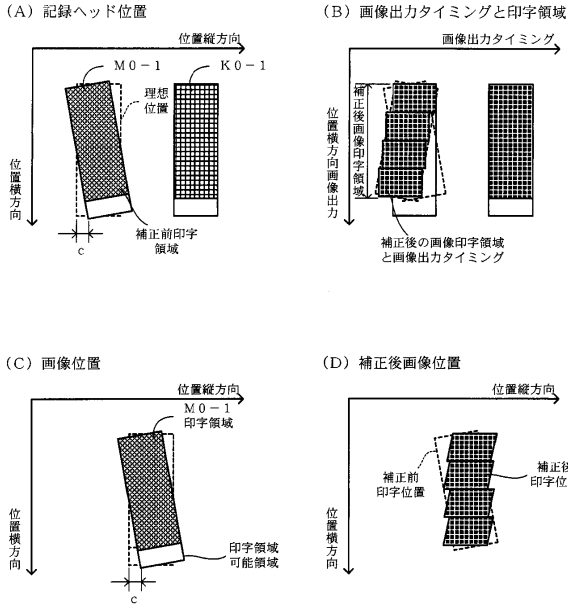 (A) 記録ヘッド位置
位置縦方向
M0-1
K0-1
理想
位置
位置横方向
補正前印字
領域
c
(B) 画像出力タイミングと印字領域
画像出力タイミング
位置横方向画像出力
補正後画像印字領域
補正後の画像印字領域
と画像出力タイミング
(C) 画像位置
位置縦方向
M0-1
印字領域
位置横方向
印字領域
可能領域
c
(D) 補正後画像位置
位置縦方向
位置横方向
補正前
印字位置
補正後
印字位